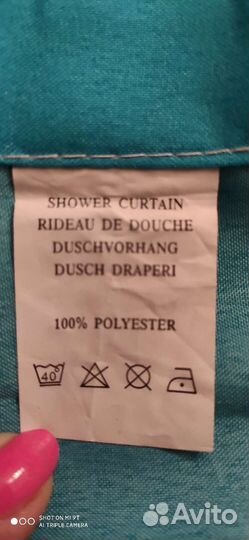 SHOWER CURTAIN
RIDEAU DE DOUCHE
DUSCHVORHANG
DUSCH DRAPERI
100% POLYESTER
40°
SHOT ON MI 9T
AI TRIPLE CAMERA
Avito